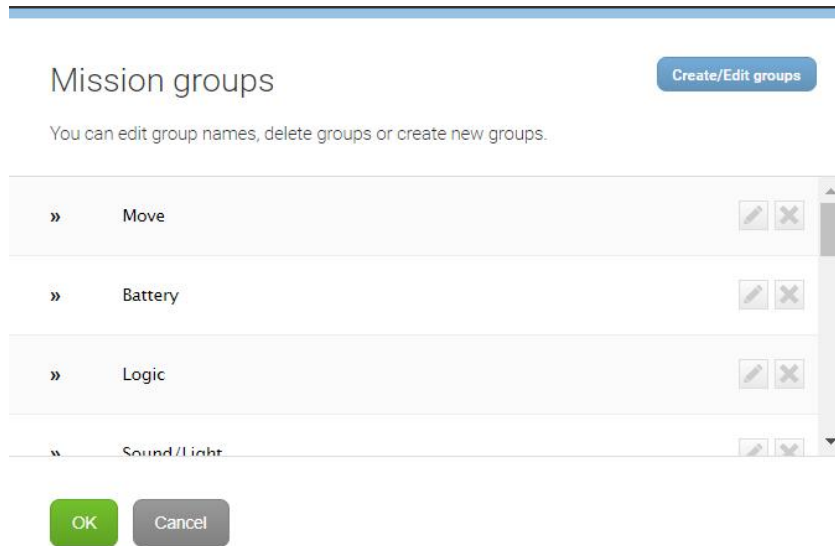 Mission groups
Create/Edit groups
You can edit group names, delete groups or create new groups.
» Move
» Battery
» Logic
» Sound/Light
OK
Cancel